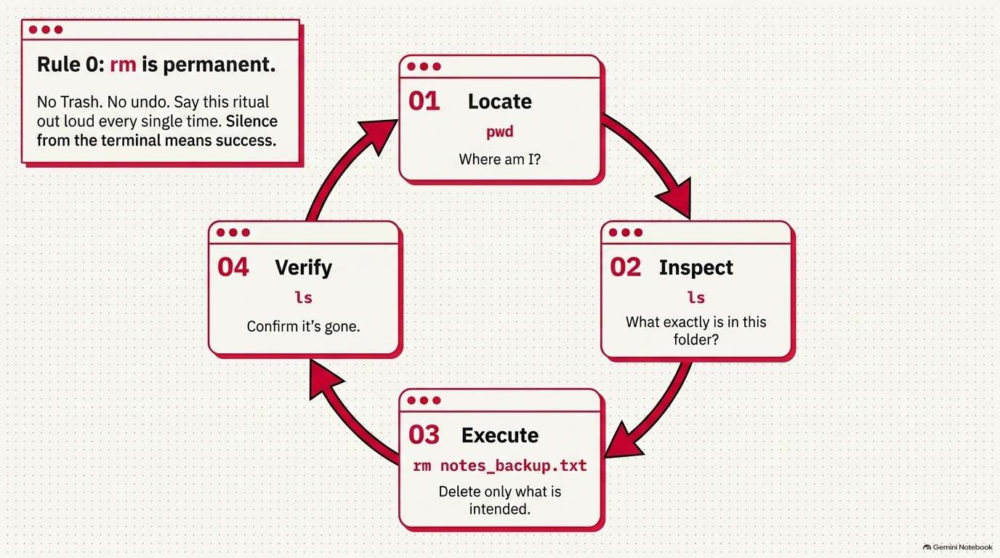 Rule 0: rm is permanent.
No Trash. No undo. Say this ritual
out loud every single time. Silence
from the terminal means success.
01 Locate
pwd
Where am I?
02 Inspect
ls
What exactly is in this
folder?
03 Execute
rm notes_backup.txt
Delete only what is
intended.
04 Verify
ls
Confirm it’s gone.
Gemini Notebook